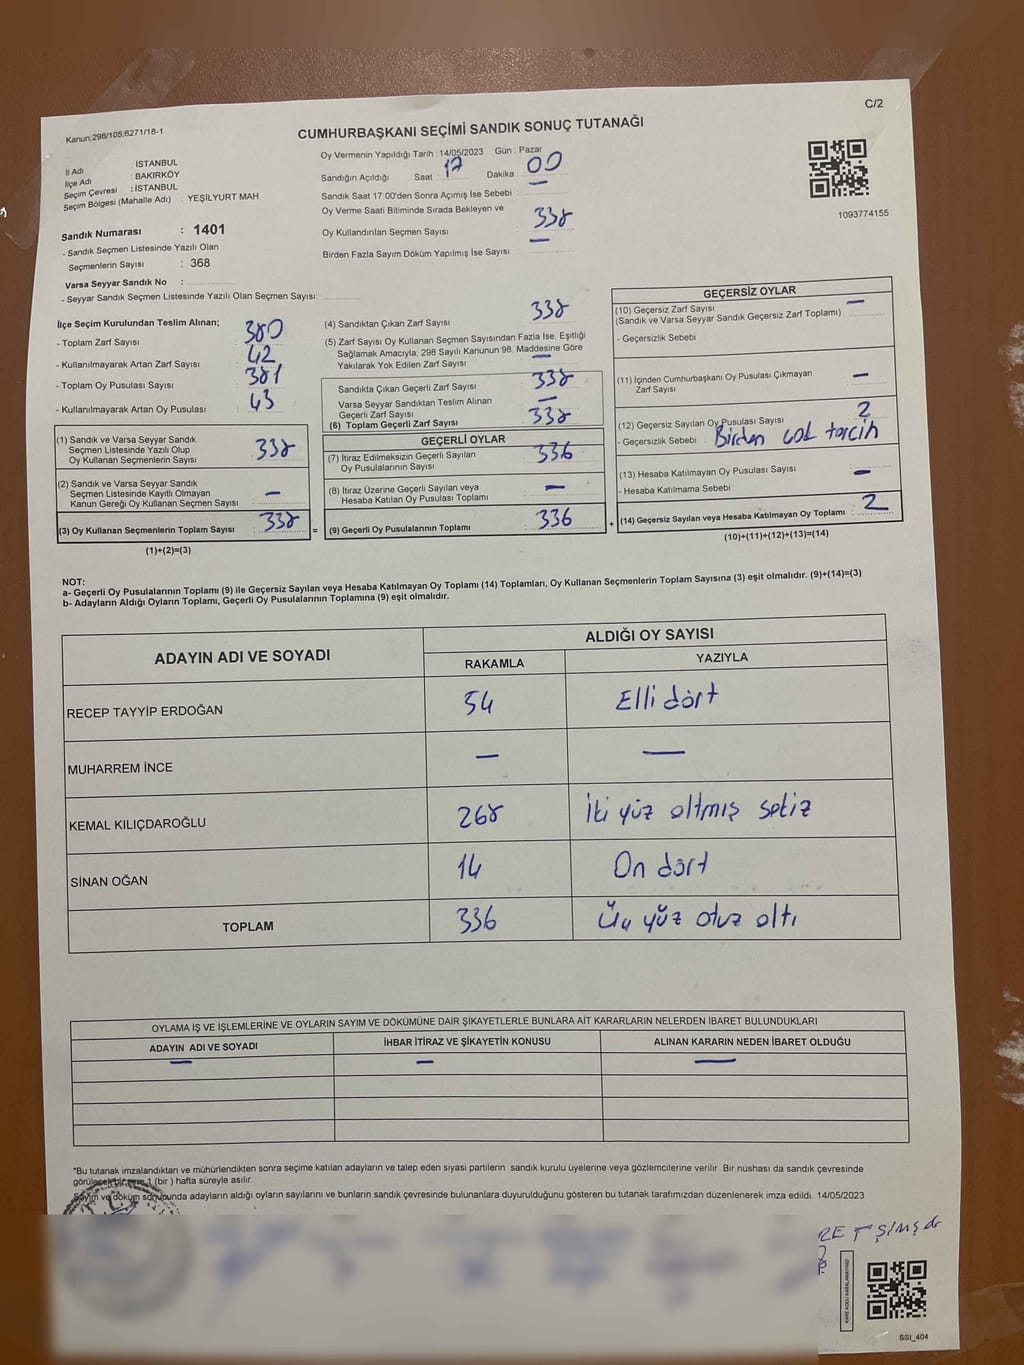 C/2
Kanun:298/105;6271/18-1
CUMHURBAŞKANI SEÇİMİ SANDIK SONUÇ TUTANAĞI
İl Adı : İSTANBUL
İlçe Adı : BAKIRKÖY
Seçim Çevresi : İSTANBUL
Seçim Bölgesi (Mahalle Adı) : YEŞİLYURT MAH
Sandık Numarası : 1401
- Sandık Seçmen Listesinde Yazılı Olan
Seçmenlerin Sayısı : 368
Varsa Seyyar Sandık No :
- Seyyar Sandık Seçmen Listesinde Yazılı Olan Seçmen Sayısı:
Oy Vermenin Yapıldığı Tarih : 14/05/2023 Gün : Pazar
Sandığın Açıldığı Saat : 17 Dakika : 00
Sandık Saat 17:00'den Sonra Açımış İse Sebebi : —
Oy Verme Saati Bitiminde Sırada Bekleyen ve
Oy Kullandırılan Seçmen Sayısı 338
Birden Fazla Sayım Döküm Yapılmış İse Sayısı : —
1093774155
İlçe Seçim Kurulundan Teslim Alınan;
- Toplam Zarf Sayısı : 380
- Kullanılmayarak Artan Zarf Sayısı : 42
- Toplam Oy Pusulası Sayısı : 381
- Kullanılmayarak Artan Oy Pusulası : 43
(1) Sandık ve Varsa Seyyar Sandık
Seçmen Listesinde Yazılı Olup
Oy Kullanan Seçmenlerin Sayısı : 338
(2) Sandık ve Varsa Seyyar Sandık
Seçmen Listesinde Kayıtlı Olmayan
Kanun Gereği Oy Kullanan Seçmen Sayısı : —
(3) Oy Kullanan Seçmenlerin Toplam Sayısı : 338
(1)+(2)=(3)
=
(4) Sandıktan Çıkan Zarf Sayısı : 338
(5) Zarf Sayısı Oy Kullanan Seçmen Sayısından Fazla İse, Eşitliği
Sağlamak Amacıyla, 298 Sayılı Kanunun 98. Maddesine Göre
Yakılarak Yok Edilen Zarf Sayısı : —
Sandıkta Çıkan Geçerli Zarf Sayısı : 338
Varsa Seyyar Sandıktan Teslim Alınan
Geçerli Zarf Sayısı : —
(6) Toplam Geçerli Zarf Sayısı : 338
GEÇERLİ OYLAR
(7) İtiraz Edilmeksizin Geçerli Sayılan
Oy Pusulalarının Sayısı : 336
(8) İtiraz Üzerine Geçerli Sayılan veya
Hesaba Katılan Oy Pusulası Toplamı : —
(9) Geçerli Oy Pusulalarının Toplamı : 336
+
GEÇERSİZ OYLAR
(10) Geçersiz Zarf Sayısı
(Sandık ve Varsa Seyyar Sandık Geçersiz Zarf Toplamı) : —
- Geçersizlik Sebebi :
(11) İçinden Cumhurbaşkanı Oy Pusulası Çıkmayan
Zarf Sayısı : —
(12) Geçersiz Sayılan Oy Pusulası Sayısı : 2
- Geçersizlik Sebebi : Birden çok tercih
(13) Hesaba Katılmayan Oy Pusulası Sayısı : —
- Hesaba Katılmama Sebebi :
(14) Geçersiz Sayılan veya Hesaba Katılmayan Oy Toplamı : 2
(10)+(11)+(12)+(13)=(14)
NOT:
a- Geçerli Oy Pusulalarının Toplamı (9) ile Geçersiz Sayılan veya Hesaba Katılmayan Oy Toplamı (14) Toplamları, Oy Kullanan Seçmenlerin Toplam Sayısına (3) eşit olmalıdır. (9)+(14)=(3)
b- Adayların Aldığı Oyların Toplamı, Geçerli Oy Pusulalarının Toplamına (9) eşit olmalıdır.
ADAYIN ADI VE SOYADI ALDIĞI OY SAYISI
RAKAMLA YAZIYLA
RECEP TAYYİP ERDOĞAN 54 Elli dört
MUHARREM İNCE — —
KEMAL KILIÇDAROĞLU 268 İki yüz altmış sekiz
SİNAN OĞAN 14 On dört
TOPLAM 336 Üç yüz otuz altı
OYLAMA İŞ VE İŞLEMLERİNE VE OYLARIN SAYIM VE DÖKÜMÜNE DAİR ŞİKAYETLERLE BUNLARA AİT KARARLARIN NELERDEN İBARET BULUNDUKLARI
ADAYIN ADI VE SOYADI İHBAR İTİRAZ VE ŞİKAYETİN KONUSU ALINAN KARARIN NEDEN İBARET OLDUĞU
— — —
*Bu tutanak imzalandıktan ve mühürlendikten sonra seçime katılan adayların ve talep eden siyasi partilerin sandık kurulu üyelerine veya gözlemcilerine verilir. Bir nüshası da sandık çevresinde
görülecek bir yere 1 (bir ) hafta süreyle asılır.
Sayım ve döküm sonucunda adayların aldığı oyların sayılarını ve bunların sandık çevresinde bulunanlara duyurulduğunu gösteren bu tutanak tarafımızdan düzenlenerek imza edildi. 14/05/2023
SSI_404